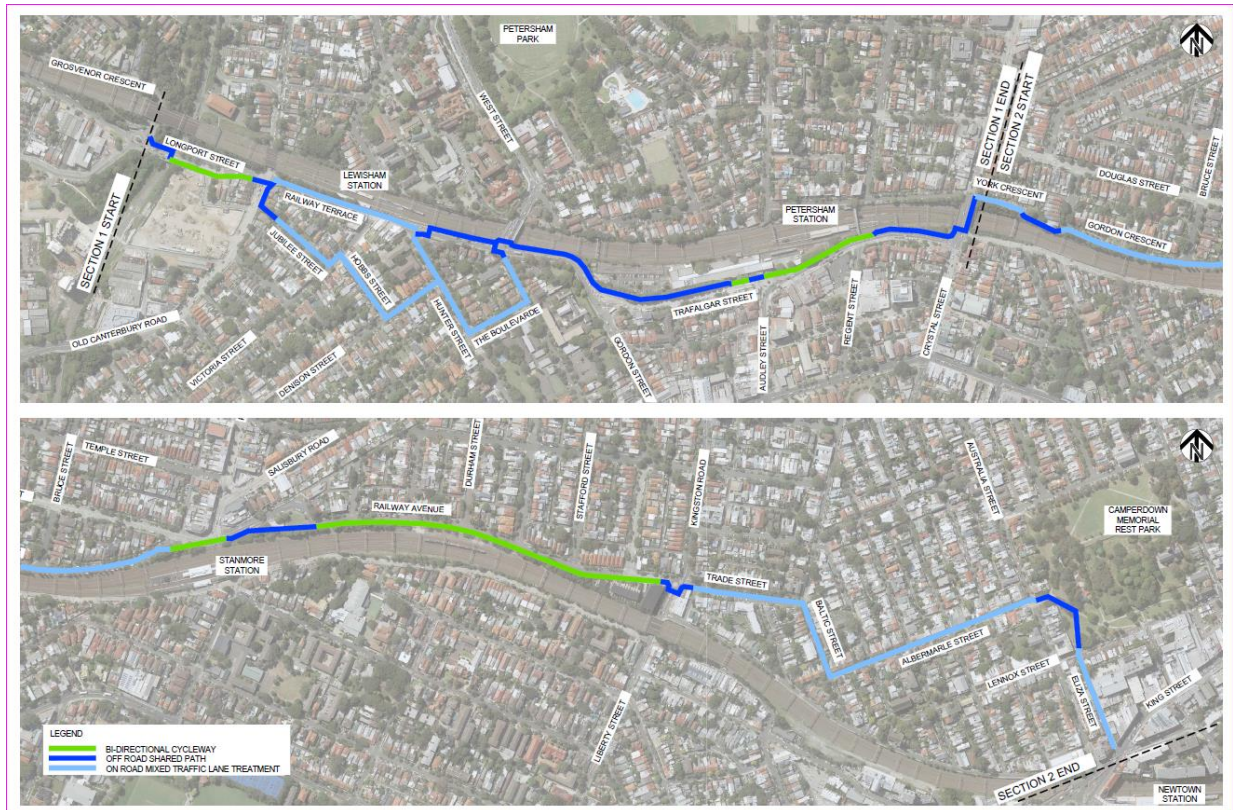 PETERSHAM
PARK
N
GROSVENOR CRESCENT
WEST STREET
SECTION 1 END
SECTION 2 START
BRUCE STREET
LONGPORT STREET
LEWISHAM
STATION
DOUGLAS STREET
YORK CRESCENT
RAILWAY TERRACE
PETERSHAM
STATION
GORDON CRESCENT
SECTION 1 START
JUBILEE STREET
HOBBS STREET
TRAFALGAR STREET
HUNTER STREET
THE BOULEVARDE
REGENT STREET
CRYSTAL STREET
OLD CANTERBURY ROAD
VICTORIA STREET
DENISON STREET
GORDON STREET
AUDLEY STREET
N
TEMPLE STREET
BRUCE STREET
SALISBURY ROAD
DURHAM STREET
STAFFORD STREET
KINGSTON ROAD
AUSTRALIA STREET
T
RAILWAY AVENUE
CAMPERDOWN
MEMORIAL
REST PARK
STANMORE
STATION
TRADE STREET
BALTIC STREET
ALBERMARLE STREET
LENNOX STREET
ELIZA STREET
KING STREET
LIBERTY STREET
LEGEND
BI-DIRECTIONAL CYCLEWAY
OFF ROAD SHARED PATH
ON ROAD MIXED TRAFFIC LANE TREATMENT
SECTION 2 END
NEWTOWN
STATION